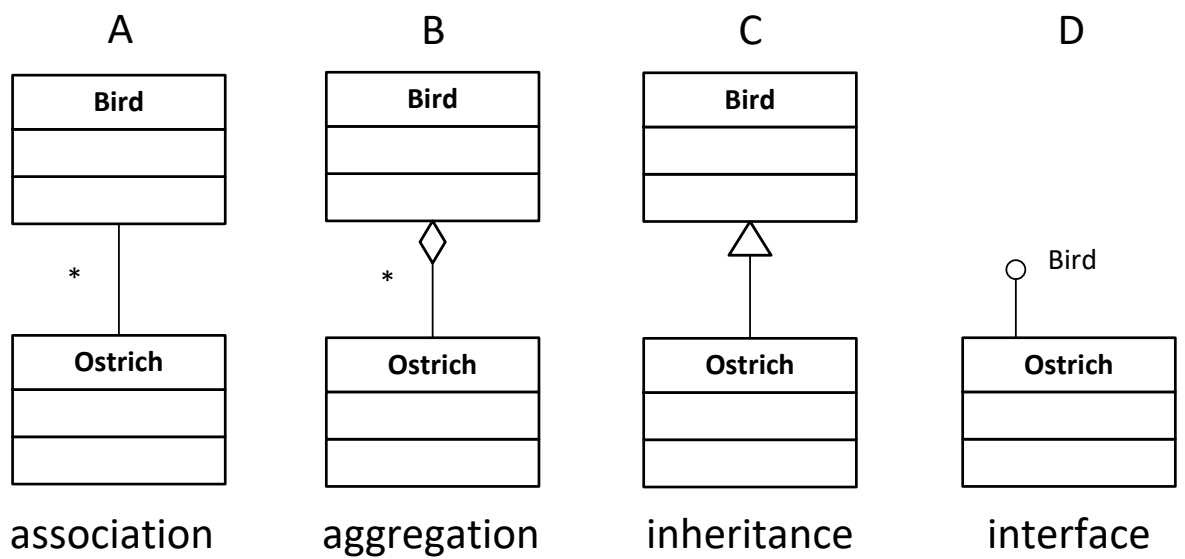 A
Bird
*
Ostrich
association
B
Bird
*
Ostrich
aggregation
C
Bird
Ostrich
inheritance
D
Bird
Ostrich
interface